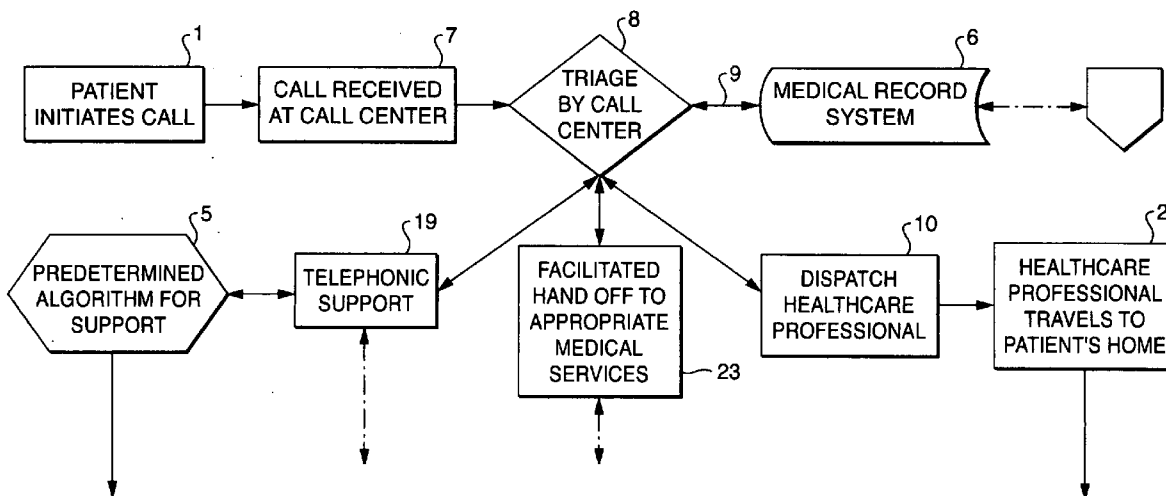 1
PATIENT
INITIATES CALL
7
CALL RECEIVED
AT CALL CENTER
8
TRIAGE
BY CALL
CENTER
9
6
MEDICAL RECORD
SYSTEM
5
PREDETERMINED
ALGORITHM FOR
SUPPORT
19
TELEPHONIC
SUPPORT
FACILITATED
HAND OFF TO
APPROPRIATE
MEDICAL
SERVICES
23
10
DISPATCH
HEALTHCARE
PROFESSIONAL
2
HEALTHCARE
PROFESSIONAL
TRAVELS TO
PATIENT'S HOME